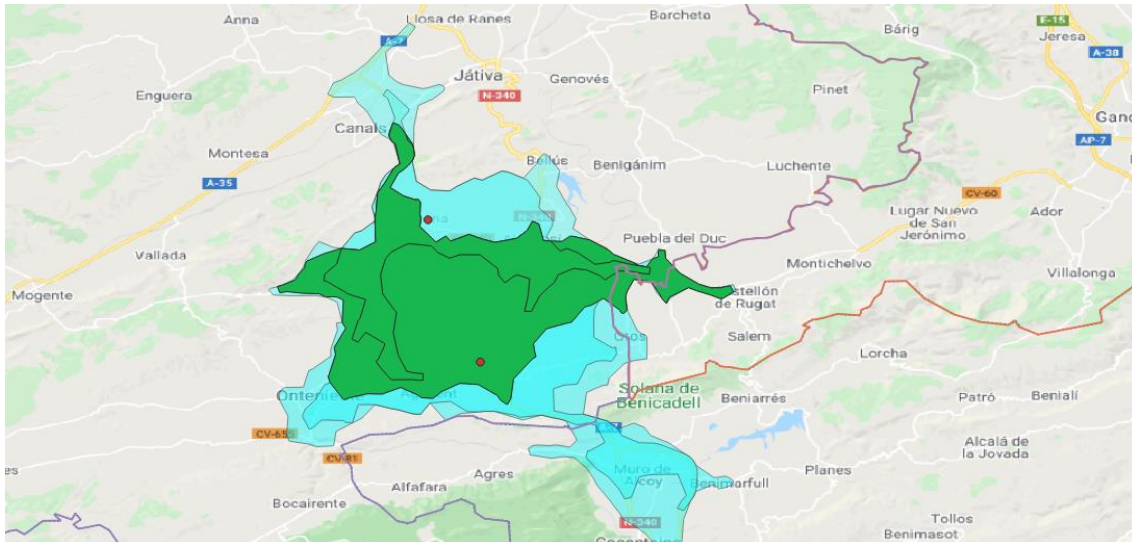 Anna
Llosa de Ranes
Barcheta
E-15
Jeresa
Bárig
A-38
A-7
Játiva
Genovés
Enguera
N-340
Pinet
Canals
AP-7
Montesa
Bellús
Benigánim
Luchente
A-35
CV-60
Lugar Nuevo
de San
Jerónimo
Ador
Puebla del Duc
Vallada
Montichelvo
Villalonga
Mogente
de Rugat
Salem
Lorcha
Solana de
Benicadell
Beniarrés
Patró
Benialí
CV-655
CV-81
Alcalá de
la Jovada
Agres
Muro de
Alcoy
Benimarfull
Planes
Alfafara
Bocairente
N-340
Tollos
Benimasot